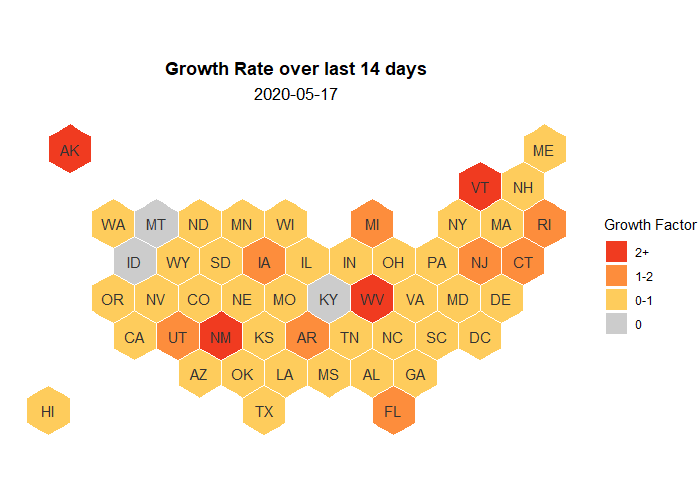 Growth Rate over last 14 days
2020-05-17
AK ME
VT NH
WA MT ND MN WI MI NY MA RI
ID WY SD IA IL IN OH PA NJ CT
OR NV CO NE MO KY WV VA MD DE
CA UT NM KS AR TN NC SC DC
AZ OK LA MS AL GA
HI TX FL
Growth Factor
2+
1-2
0-1
0